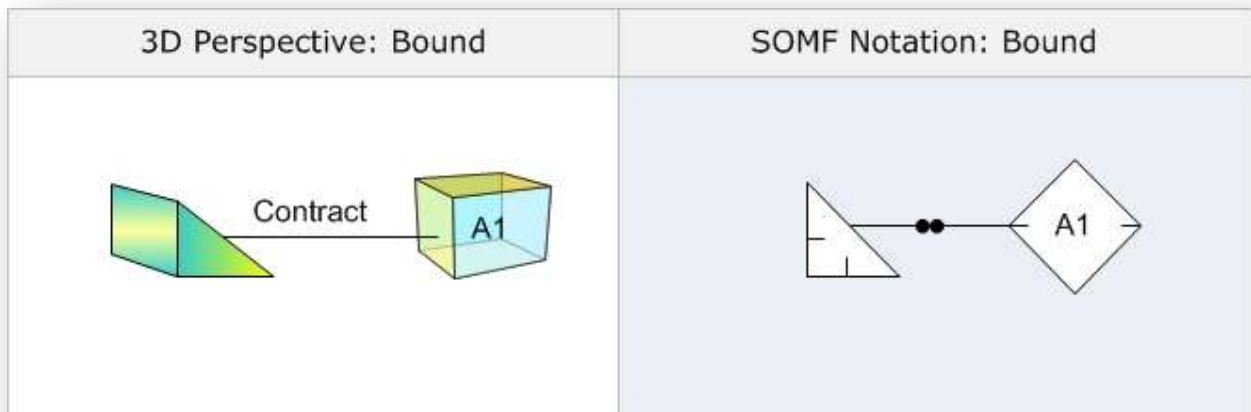 3D Perspective: Bound
SOMF Notation: Bound
Contract
A1
A1